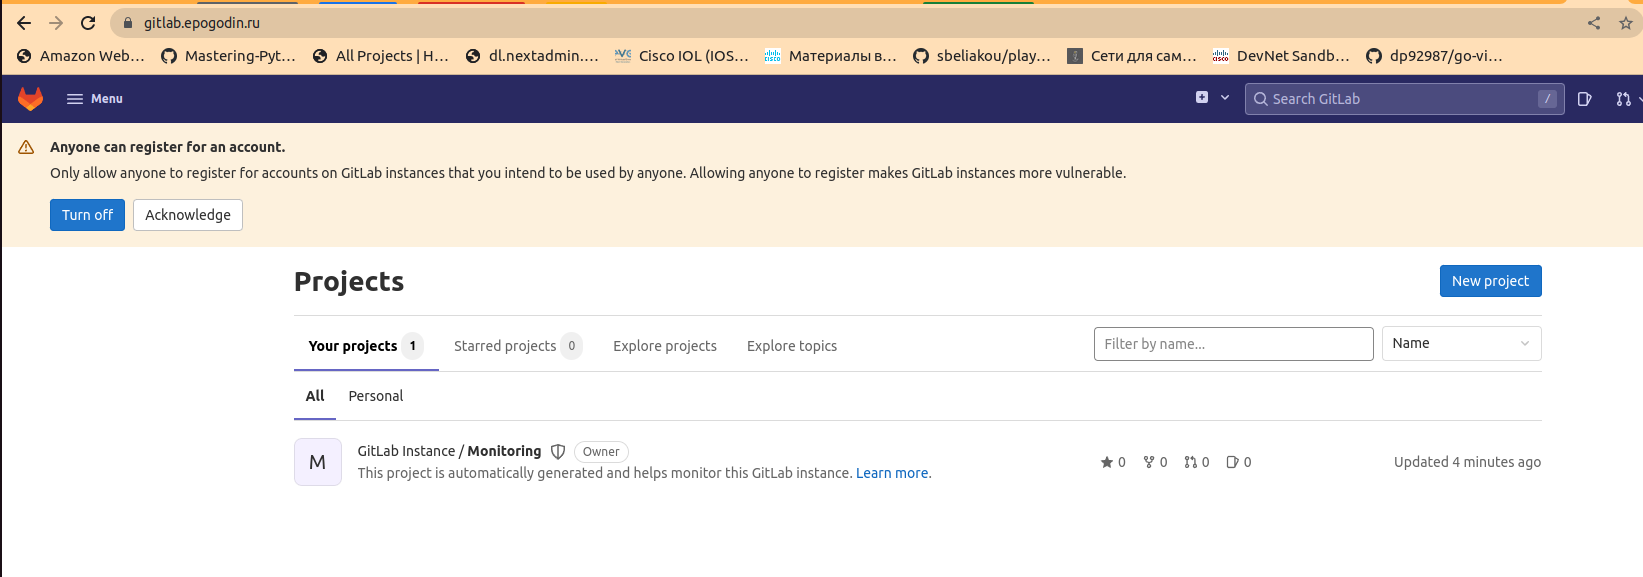 gitlab.epogodin.ru
Amazon Web... Mastering-Pyt... All Projects | H... dl.nextadmin.... Cisco IOL (IOS... Материалы в... sbeliakou/play... Сети для сам... DevNet Sandb... dp92987/go-vi...
Menu Search GitLab /
Anyone can register for an account.
Only allow anyone to register for accounts on GitLab instances that you intend to be used by anyone. Allowing anyone to register makes GitLab instances more vulnerable.
Turn off Acknowledge
Projects New project
Your projects 1 Starred projects 0 Explore projects Explore topics Filter by name... Name
All Personal
M GitLab Instance / Monitoring Owner
This project is automatically generated and helps monitor this GitLab instance. Learn more.
0 0 0 0 Updated 4 minutes ago